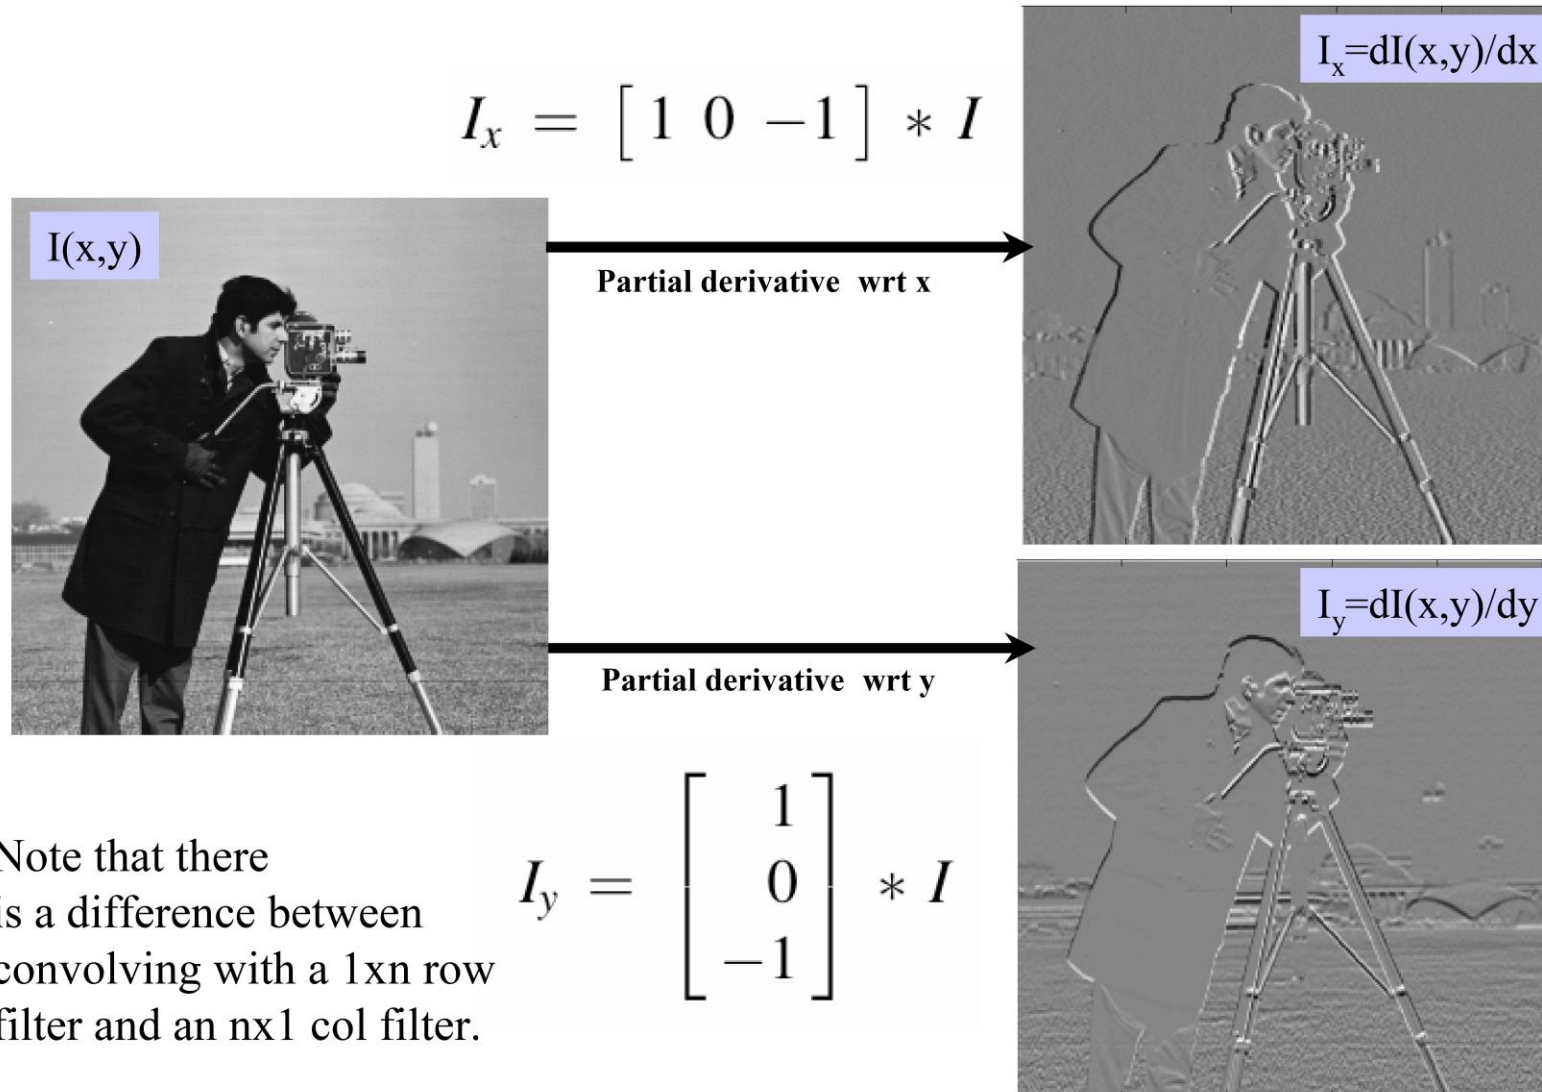 I_x = [ 1 0 −1 ] * I
I_x=dI(x,y)/dx
I(x,y)
Partial derivative wrt x
I_y=dI(x,y)/dy
Partial derivative wrt y
Note that there
is a difference between
convolving with a 1xn row
filter and an nx1 col filter.
I_y = [ 1
0
−1 ] * I